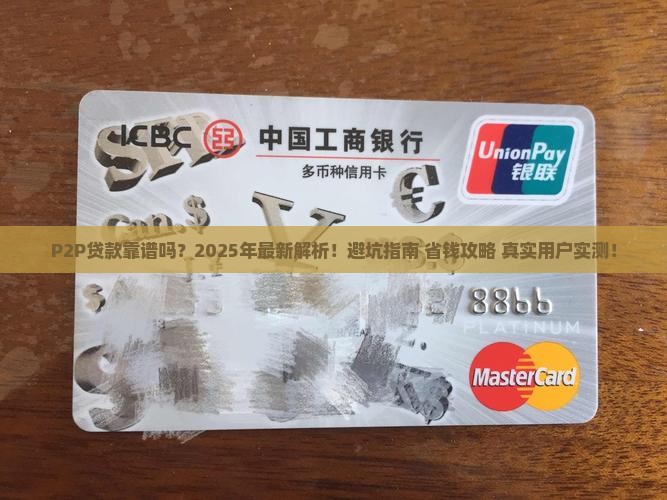 ICBC 中国工商银行
多币种信用卡
UnionPay
银联
Can.$
€
¥
P2P贷款靠谱吗？2025年最新解析！避坑指南 省钱攻略 真实用户实测！
$
8866
PLATINUM
MasterCard